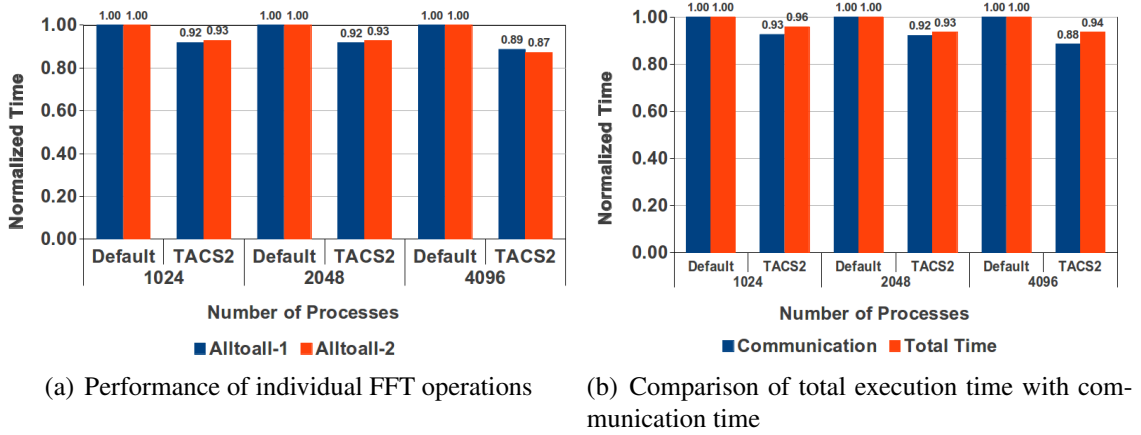 1.00 1.00 1.00 1.00 1.00 1.00
1.00
0.92 0.93 0.92 0.93
0.89 0.87
0.80
0.60
0.40
0.20
0.00
Normalized Time
Default TACS2 Default TACS2 Default TACS2
1024 2048 4096
Number of Processes
Alltoall-1 Alltoall-2
(a) Performance of individual FFT operations
1.00 1.00 1.00 1.00 1.00 1.00
1.00
0.93 0.96 0.92 0.93 0.88 0.94
0.80
0.60
0.40
0.20
0.00
Normalized Time
Default TACS2 Default TACS2 Default TACS2
1024 2048 4096
Number of Processes
Communication Total Time
(b) Comparison of total execution time with com-
munication time